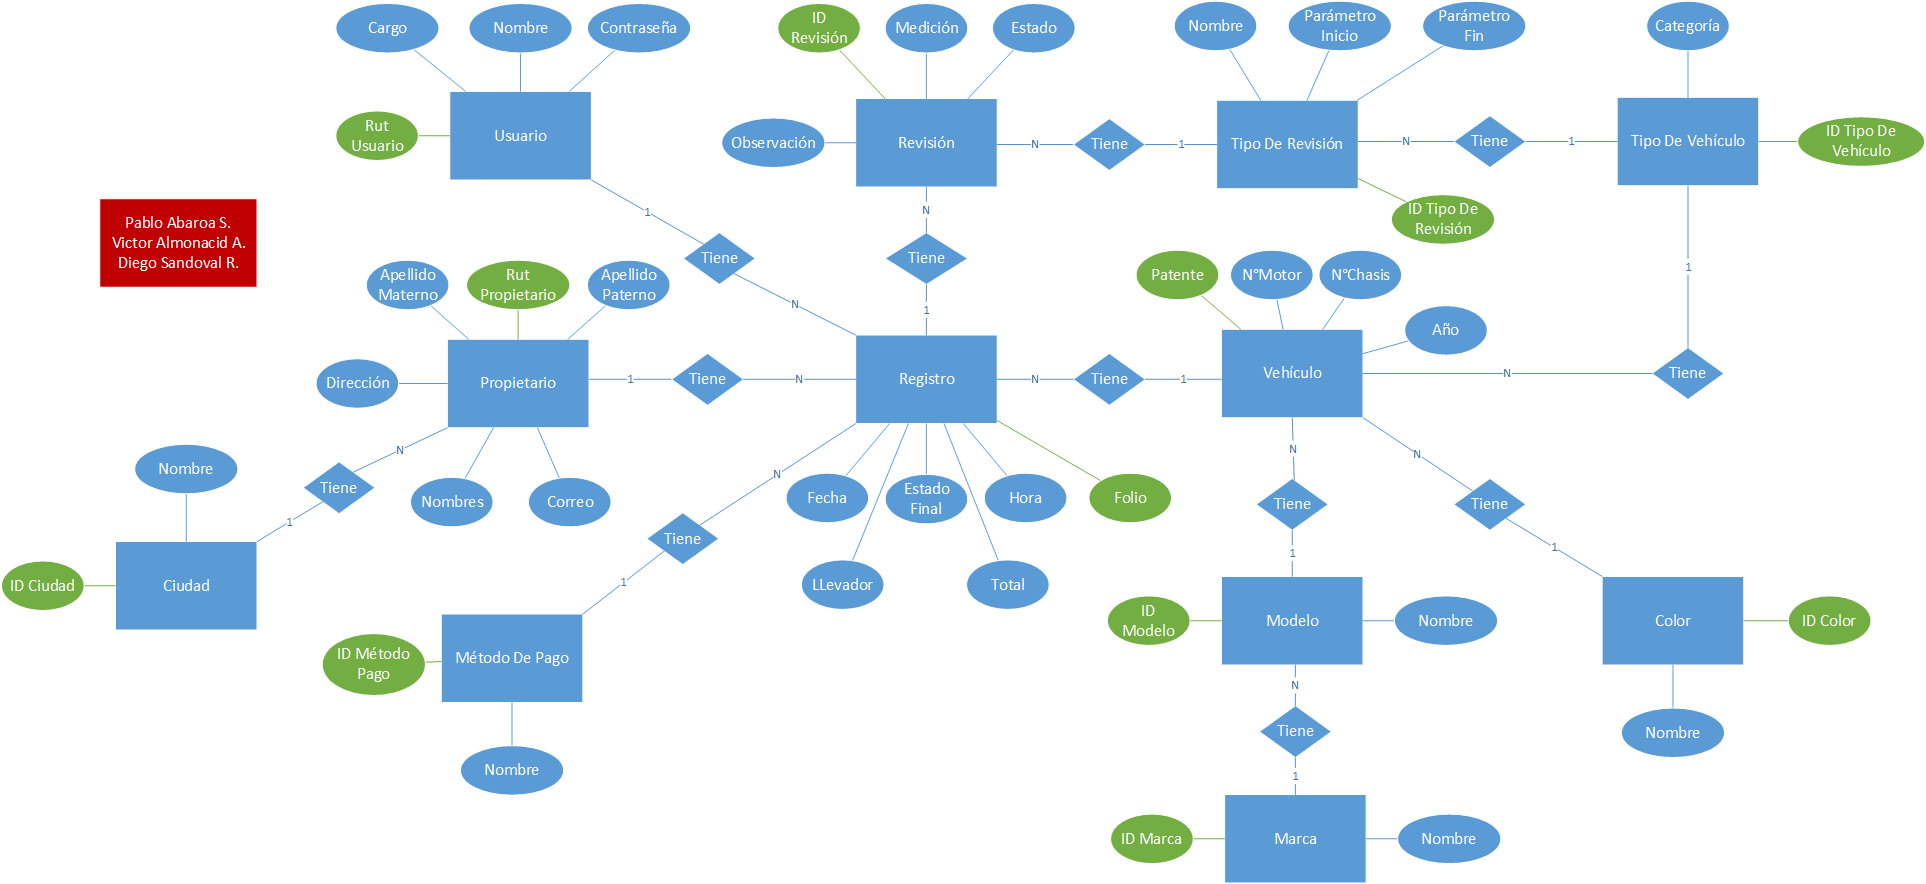 Cargo
Nombre
Contraseña
ID
Revisión
Medición
Estado
Nombre
Parámetro
Inicio
Parámetro
Fin
Categoría
Rut
Usuario
Usuario
Observación
Revisión
N
Tiene
1
Tipo De Revisión
N
Tiene
1
Tipo De Vehículo
ID Tipo De
Vehículo
ID Tipo De
Revisión
Pablo Abaroa S.
Victor Almonacid A.
Diego Sandoval R.
1
Tiene
N
N
Tiene
1
1
Apellido
Materno
Rut
Propietario
Apellido
Paterno
Patente
N°Motor
N°Chasis
Año
Dirección
Propietario
1
Tiene
N
Registro
N
Tiene
1
Vehículo
N
Tiene
Nombre
N
Tiene
1
Nombres
Correo
N
Tiene
1
Fecha
Estado
Final
Hora
Folio
LLevador
Total
N
Tiene
1
N
Tiene
1
ID Ciudad
Ciudad
ID Método
Pago
Método De Pago
Nombre
ID
Modelo
Modelo
Nombre
Color
ID Color
Nombre
N
Tiene
1
ID Marca
Marca
Nombre